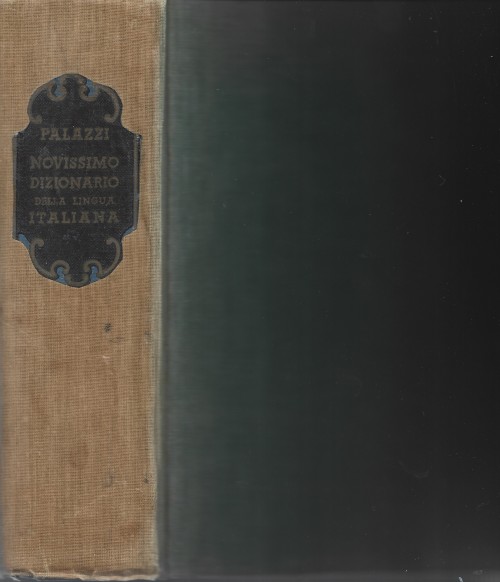 PALAZZI
NOVISSIMO
DIZIONARIO
DELLA LINGUA
ITALIANA